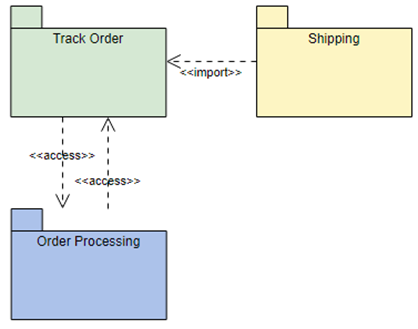 Track Order
Shipping
<<import>>
<<access>>
<<access>>
Order Processing